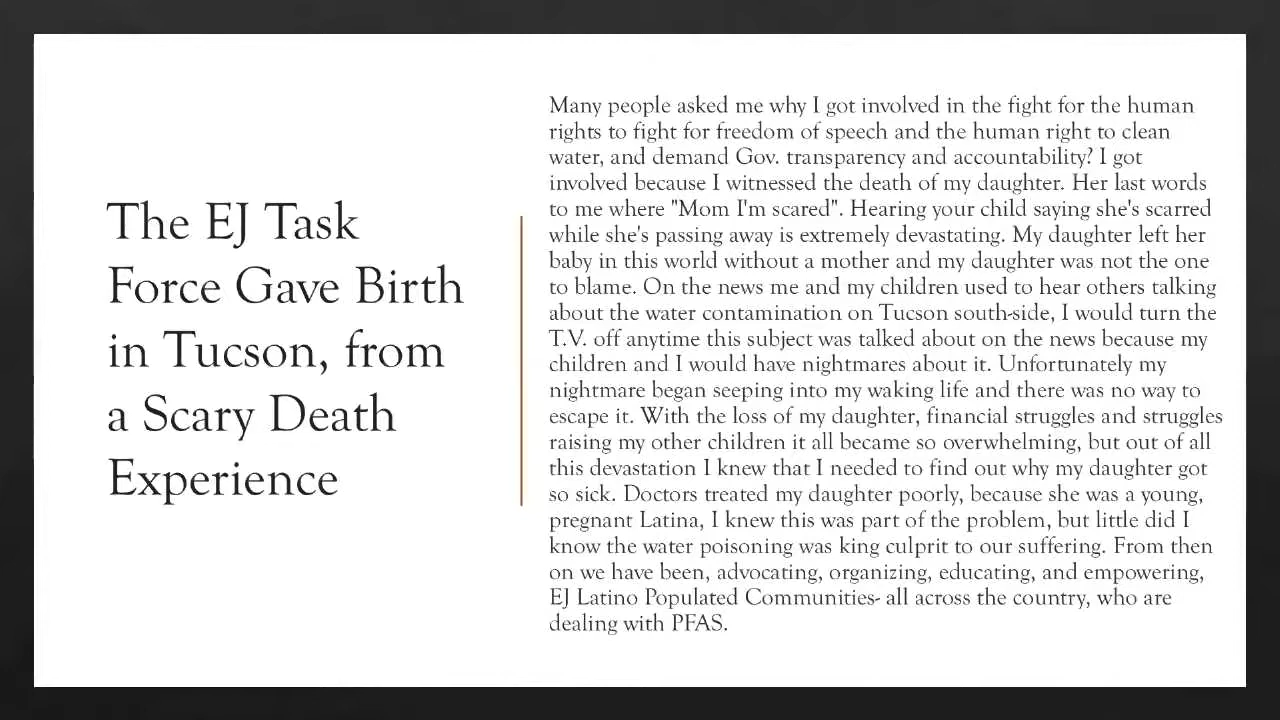 The EJ Task
Force Gave Birth
in Tucson, from
a Scary Death
Experience
Many people asked me why I got involved in the fight for the human
rights to fight for freedom of speech and the human right to clean
water, and demand Gov. transparency and accountability? I got
involved because I witnessed the death of my daughter. Her last words
to me where "Mom I'm scared". Hearing your child saying she's scarred
while she's passing away is extremely devastating. My daughter left her
baby in this world without a mother and my daughter was not the one
to blame. On the news me and my children used to hear others talking
about the water contamination on Tucson south-side, I would turn the
T.V. off anytime this subject was talked about on the news because my
children and I would have nightmares about it. Unfortunately my
nightmare began seeping into my waking life and there was no way to
escape it. With the loss of my daughter, financial struggles and struggles
raising my other children it all became so overwhelming, but out of all
this devastation I knew that I needed to find out why my daughter got
so sick. Doctors treated my daughter poorly, because she was a young,
pregnant Latina, I knew this was part of the problem, but little did I
know the water poisoning was king culprit to our suffering. From then
on we have been, advocating, organizing, educating, and empowering,
EJ Latino Populated Communities- all across the country, who are
dealing with PFAS.